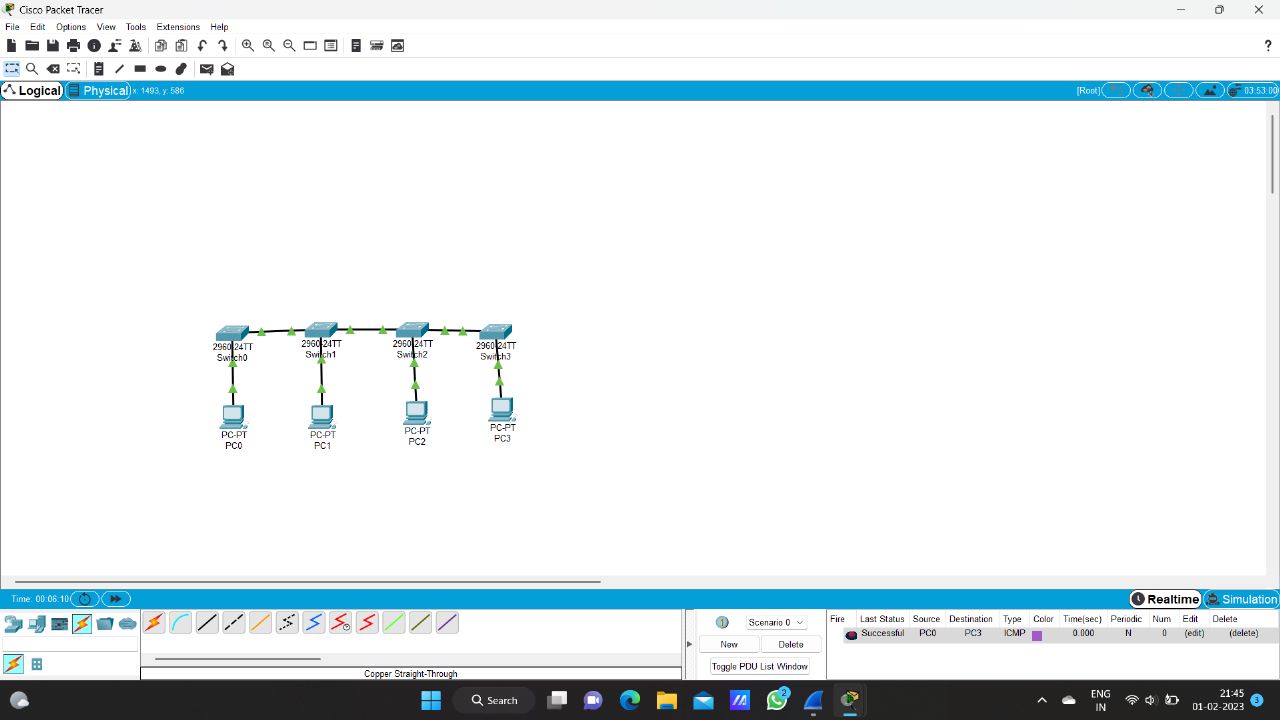 Cisco Packet Tracer
File Edit Options View Tools Extensions Help
?
Logical Physical x: 1493, y: 586 [Root] 03:53:00
2960-24TT
Switch0
2960-24TT
Switch1
2960-24TT
Switch2
2960-24TT
Switch3
PC-PT
PC0
PC-PT
PC1
PC-PT
PC2
PC-PT
PC3
Time: 00:06:10 Realtime Simulation
Scenario 0
New Delete
Toggle PDU List Window
Fire Last Status Source Destination Type Color Time(sec) Periodic Num Edit Delete
Successful PC0 PC3 ICMP 0.000 N 0 (edit) (delete)
Copper Straight-Through
Search
2
ENG
IN
21:45
01-02-2023
3